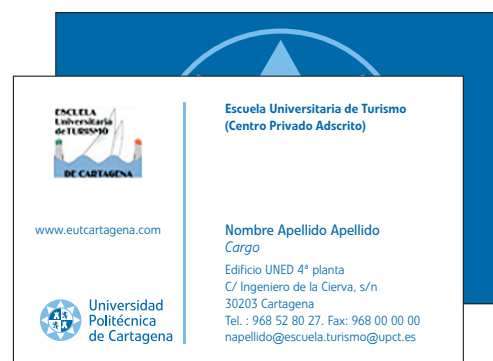 ESCUELA
Universitaria
de TURISMO
DE CARTAGENA
www.eutcartagena.com
Universidad
Politécnica
de Cartagena
Escuela Universitaria de Turismo
(Centro Privado Adscrito)
Nombre Apellido Apellido
Cargo
Edificio UNED 4ª planta
C/ Ingeniero de la Cierva, s/n
30203 Cartagena
Tel. : 968 52 80 27. Fax: 968 00 00 00
napellido@escuela.turismo@upct.es